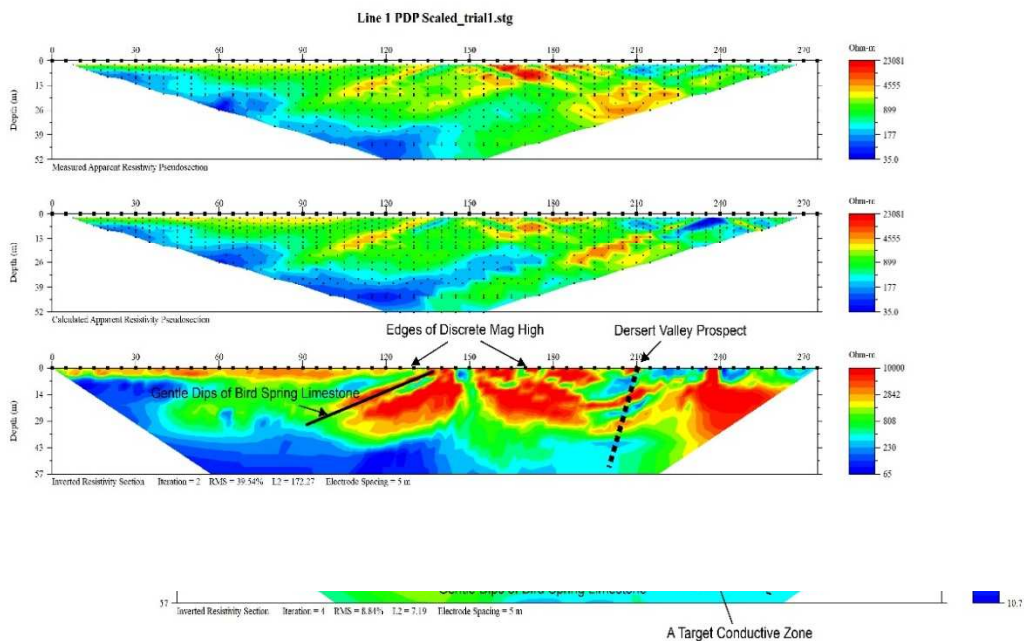 Line 1 PDP Scaled_trial1.stg
0 30 60 90 120 150 180 210 240 270 Ohm-m
Depth (m)
0
13
26
39
52
23081
4555
899
177
35.0
Measured Apparent Resistivity Pseudosection
0 30 60 90 120 150 180 210 240 270 Ohm-m
Depth (m)
0
13
26
39
52
23081
4555
899
177
35.0
Calculated Apparent Resistivity Pseudosection
Edges of Discrete Mag High
Dersert Valley Prospect
0 30 60 90 120 150 180 210 240 270 Ohm-m
Depth (m)
0
14
29
43
57
10000
2842
808
230
65
Gentle Dips of Bird Spring Limestone
Inverted Resistivity Section Iteration = 2 RMS = 39.54% L2 = 172.27 Electrode Spacing = 5 m
Gentle Dips of Bird Spring Limestone
57
10.7
Inverted Resistivity Section Iteration = 4 RMS = 8.84% L2 = 7.19 Electrode Spacing = 5 m
A Target Conductive Zone